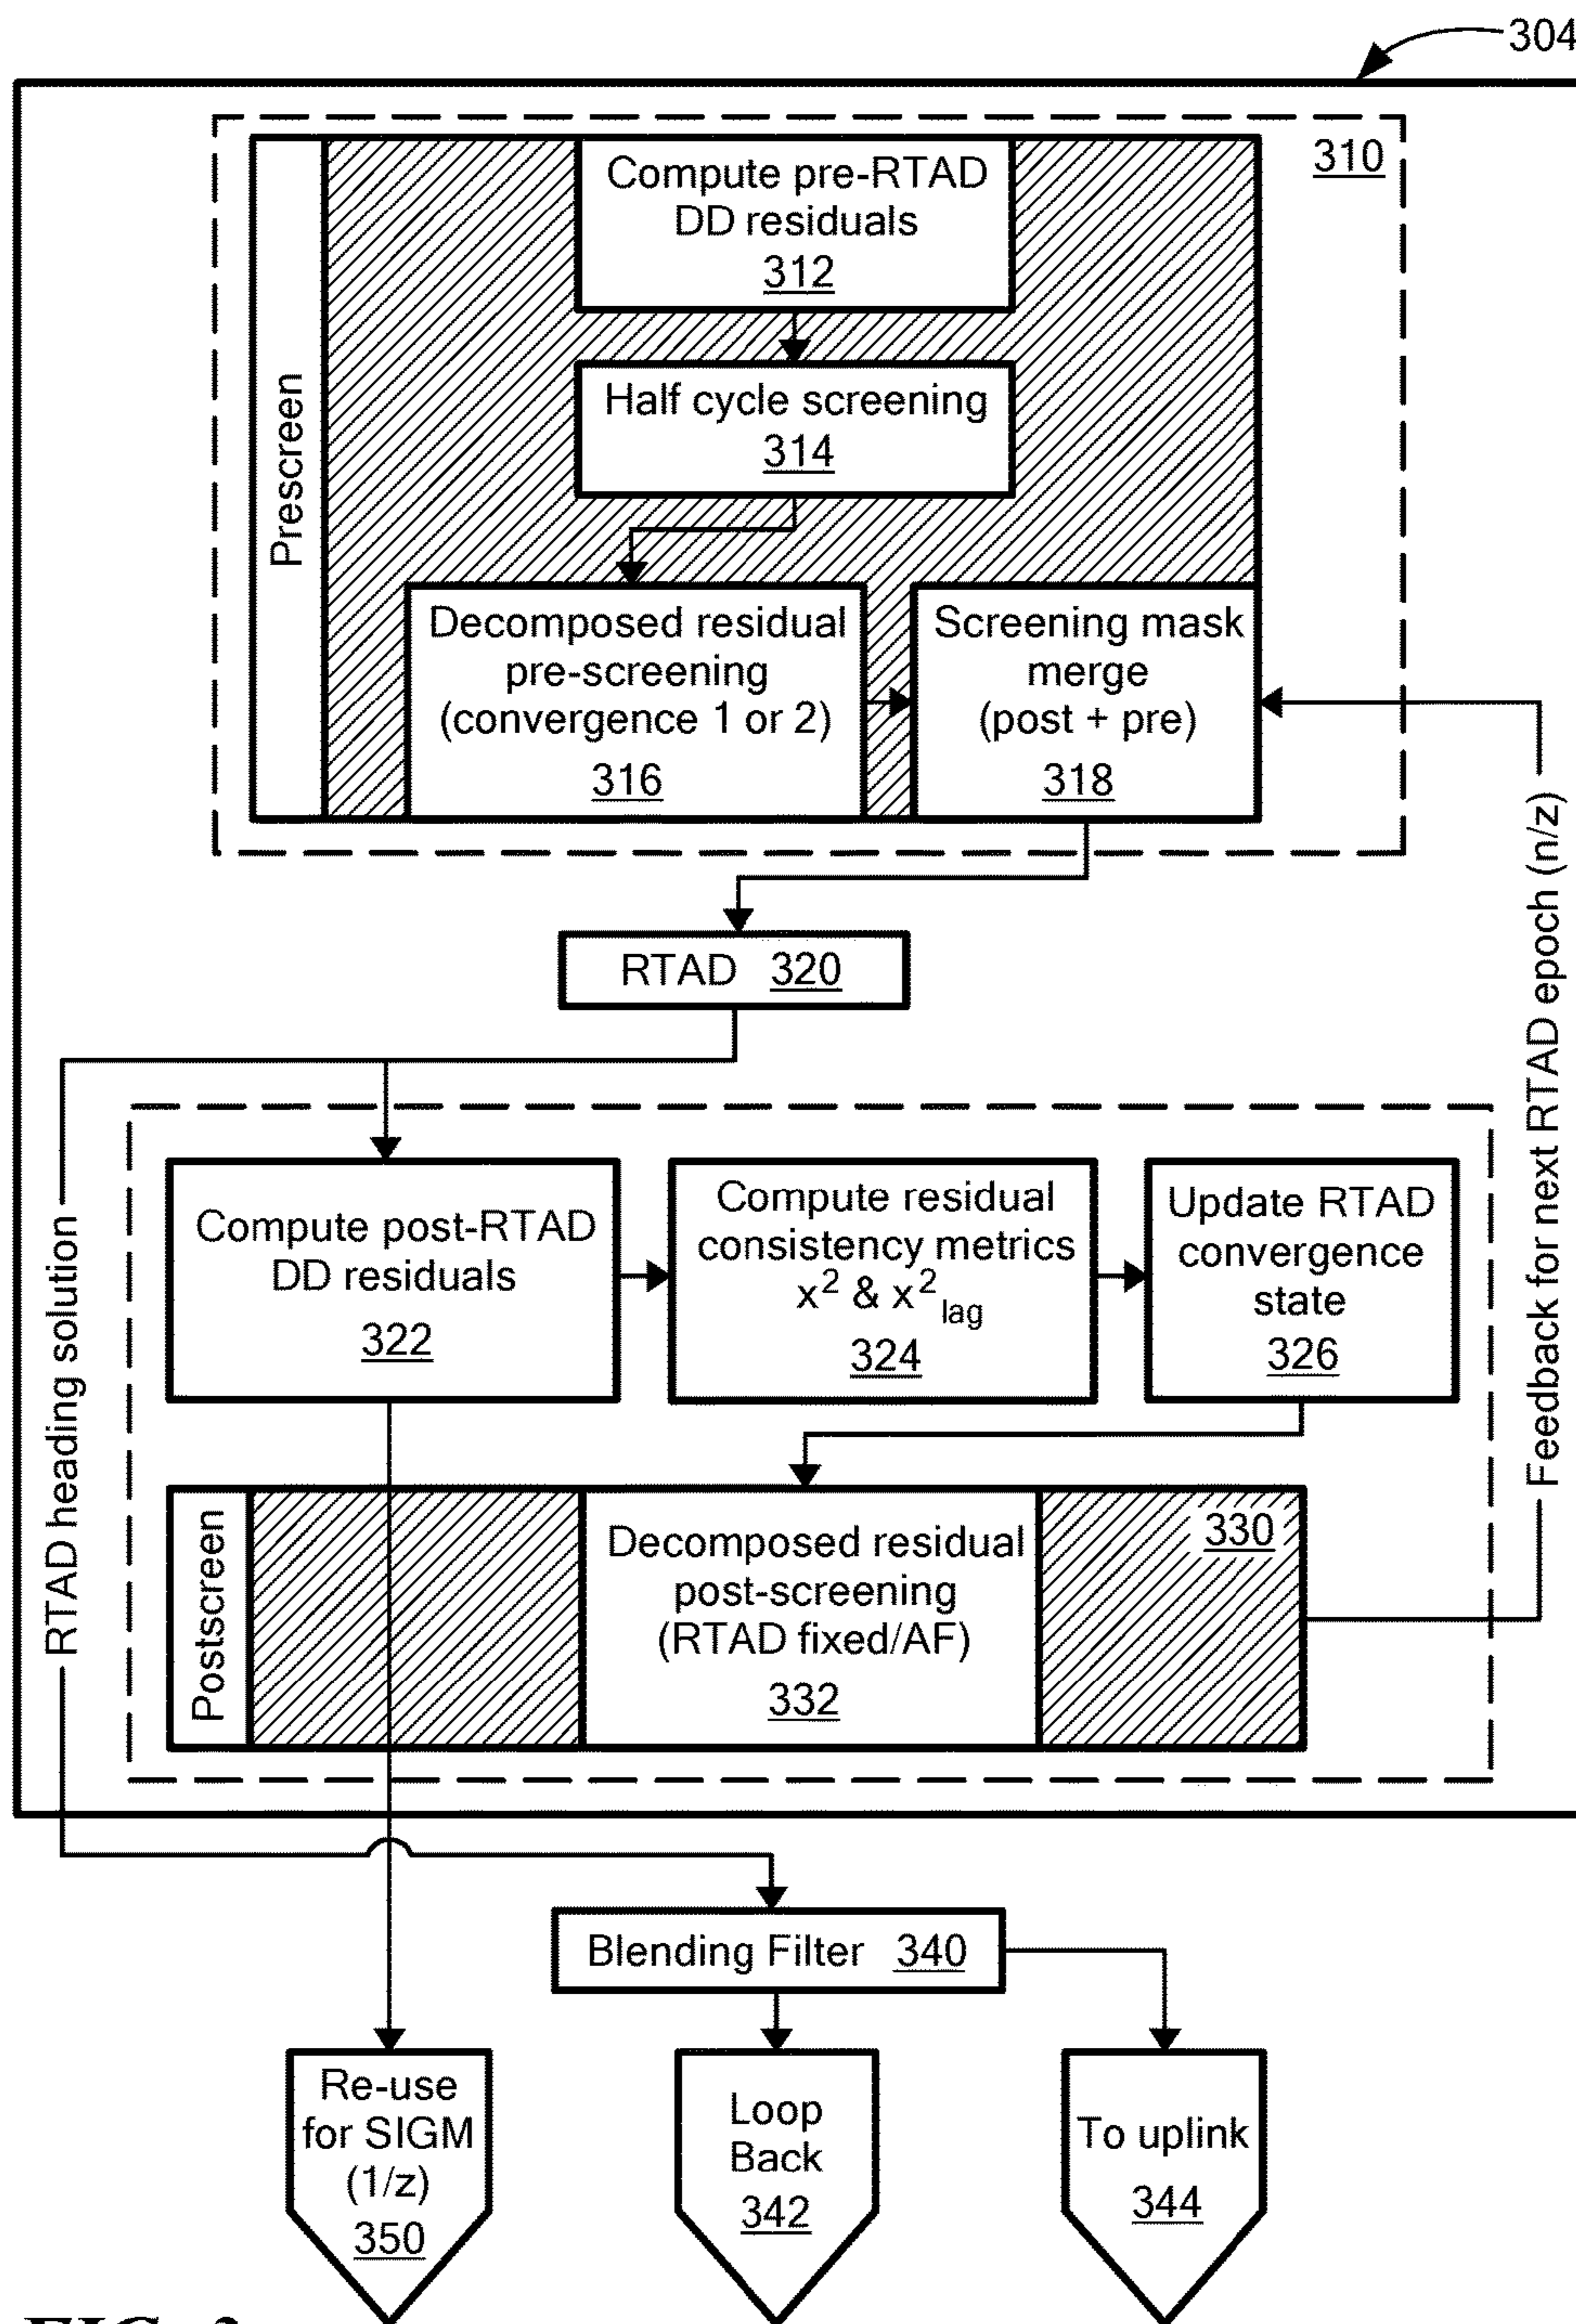 304
310
Compute pre-RTAD
DD residuals
312
Half cycle screening
314
Prescreen
Decomposed residual
pre-screening
(convergence 1 or 2)
316
Screening mask
merge
(post + pre)
318
RTAD 320
RTAD heading solution
Feedback for next RTAD epoch (n/z)
Compute post-RTAD
DD residuals
322
Compute residual
consistency metrics
x² & x²lag
324
Update RTAD
convergence
state
326
Postscreen
Decomposed residual
post-screening
(RTAD fixed/AF)
332
330
Blending Filter 340
Re-use
for SIGM
(1/z)
350
Loop
Back
342
To uplink
344